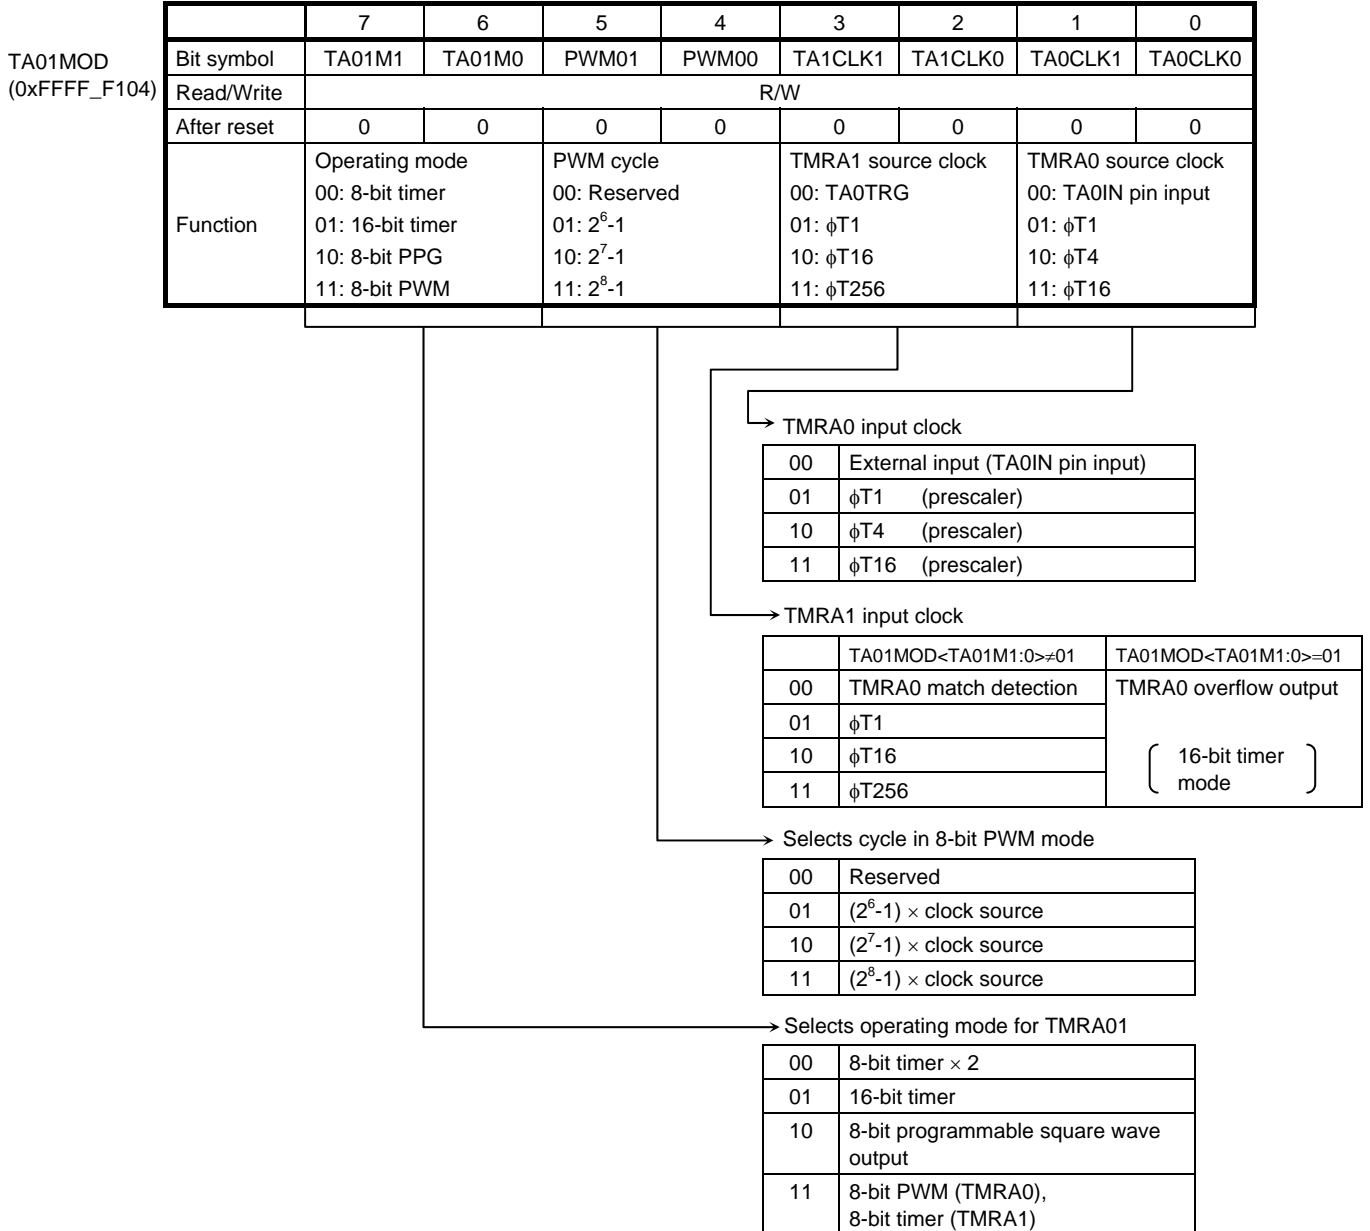 7 6 5 4 3 2 1 0
TA01MOD
(0xFFFF_F104)
Bit symbol TA01M1 TA01M0 PWM01 PWM00 TA1CLK1 TA1CLK0 TA0CLK1 TA0CLK0
Read/Write R/W
After reset 0 0 0 0 0 0 0 0
Function
Operating mode
00: 8-bit timer
01: 16-bit timer
10: 8-bit PPG
11: 8-bit PWM
PWM cycle
00: Reserved
01: 2⁶-1
10: 2⁷-1
11: 2⁸-1
TMRA1 source clock
00: TA0TRG
01: ϕT1
10: ϕT16
11: ϕT256
TMRA0 source clock
00: TA0IN pin input
01: ϕT1
10: ϕT4
11: ϕT16
TMRA0 input clock
00 External input (TA0IN pin input)
01 ϕT1 (prescaler)
10 ϕT4 (prescaler)
11 ϕT16 (prescaler)
TMRA1 input clock
TA01MOD<TA01M1:0>≠01 TA01MOD<TA01M1:0>=01
00 TMRA0 match detection TMRA0 overflow output
01 ϕT1
10 ϕT16
11 ϕT256
16-bit timer
mode
Selects cycle in 8-bit PWM mode
00 Reserved
01 (2⁶-1) × clock source
10 (2⁷-1) × clock source
11 (2⁸-1) × clock source
Selects operating mode for TMRA01
00 8-bit timer × 2
01 16-bit timer
10 8-bit programmable square wave
output
11 8-bit PWM (TMRA0),
8-bit timer (TMRA1)